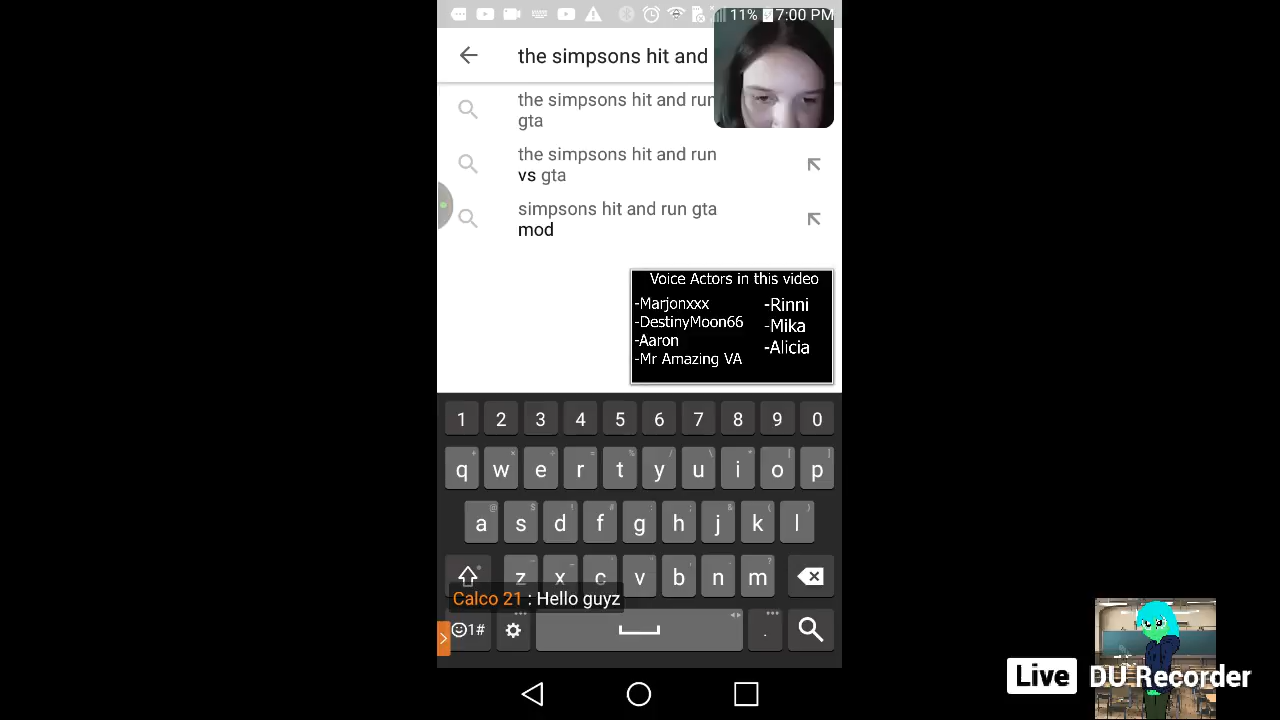 11% 7:00 PM
the simpsons hit and
the simpsons hit and run
gta
the simpsons hit and run
vs gta
simpsons hit and run gta
mod
Voice Actors in this video
-Marjonxxx
-DestinyMoon66
-Aaron
-Mr Amazing VA
-Rinni
-Mika
-Alicia
1 2 3 4 5 6 7 8 9 0
q w e r t y u i o p
a s d f g h j k l
z x c v b n m
Calco 21 : Hello guyz
1#
.
Live DU Recorder